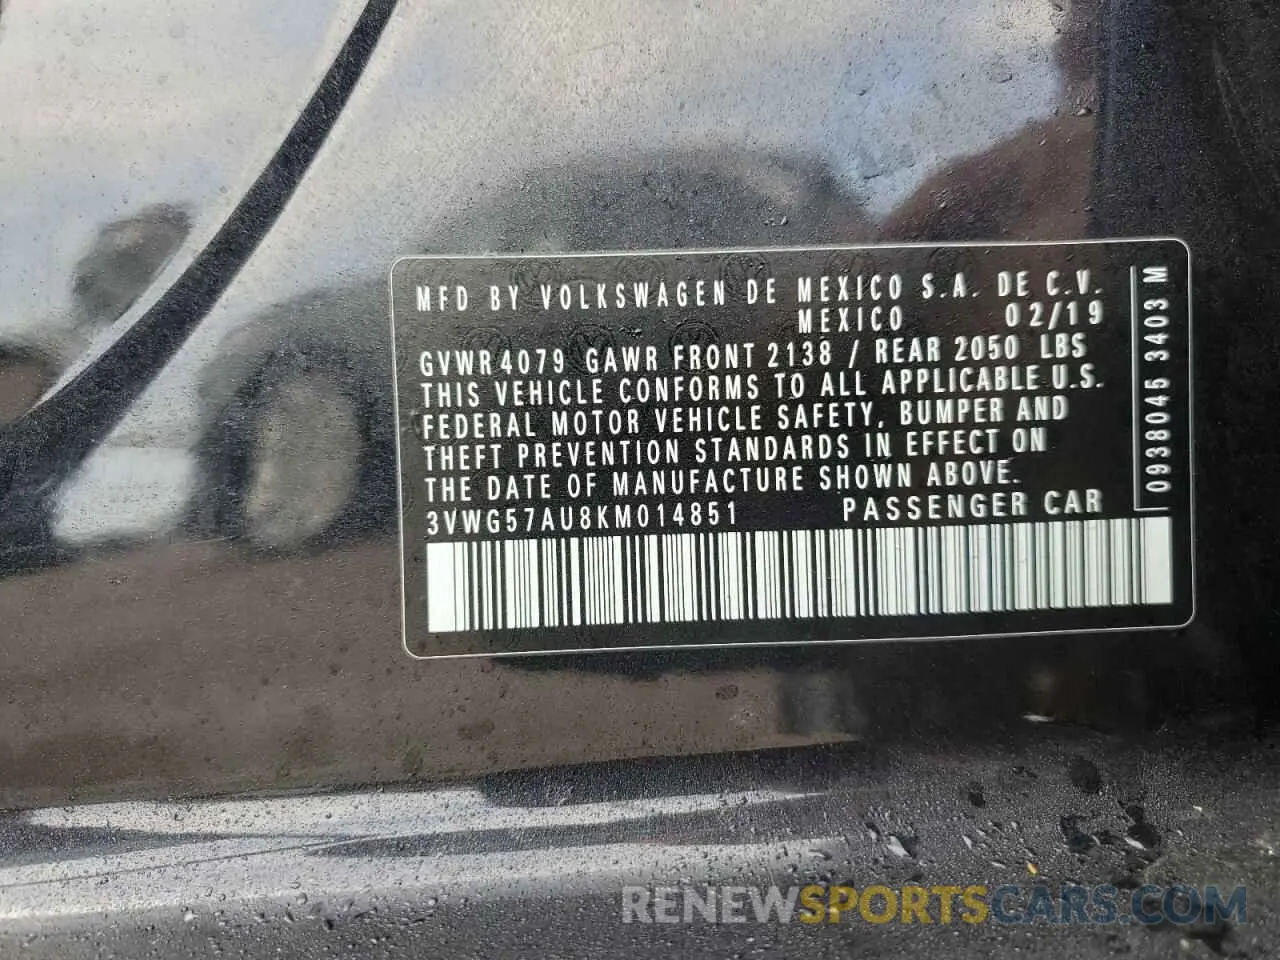 MFD BY VOLKSWAGEN DE MEXICO S.A. DE C.V.
MEXICO 02/19
GVWR 4079 GAWR FRONT 2138 / REAR 2050 LBS
THIS VEHICLE CONFORMS TO ALL APPLICABLE U.S.
FEDERAL MOTOR VEHICLE SAFETY, BUMPER AND
THEFT PREVENTION STANDARDS IN EFFECT ON
THE DATE OF MANUFACTURE SHOWN ABOVE.
3VWG57AU8KM014851 PASSENGER CAR
0938045 3403 M
RENEWSPORTSCARS.COM